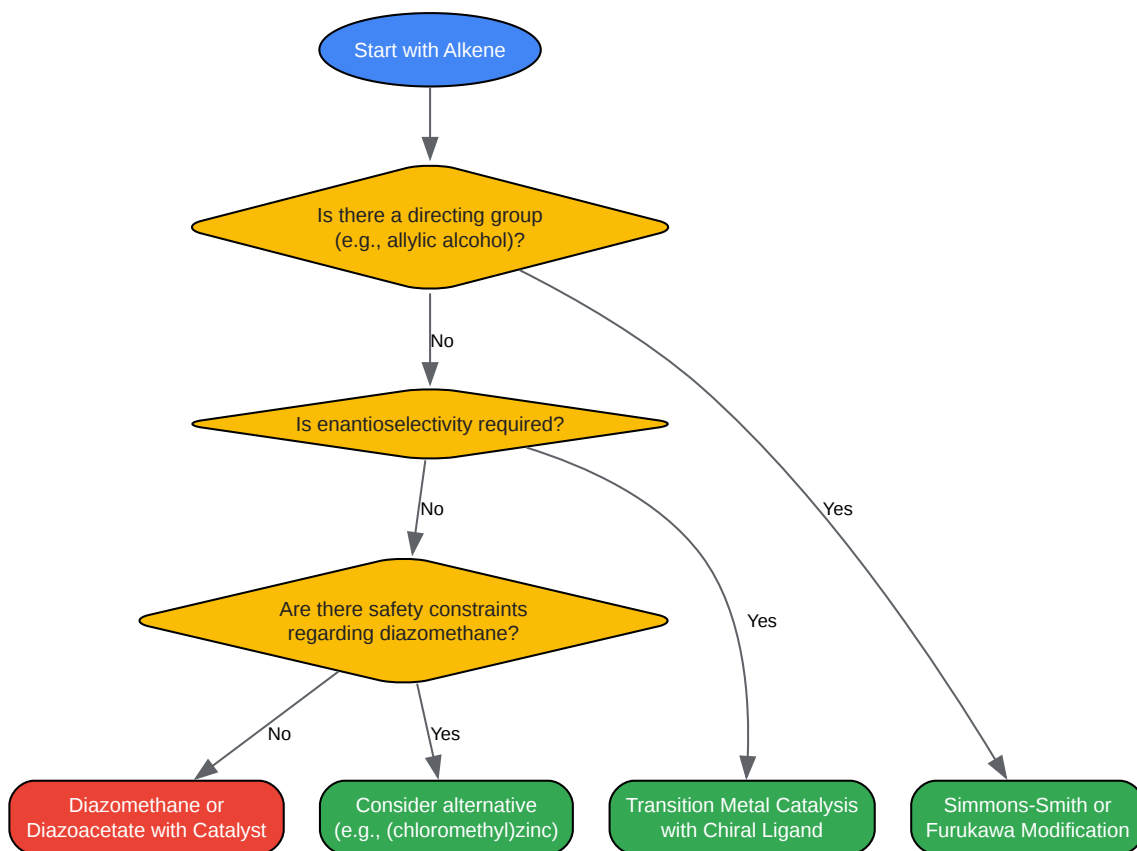 Start with Alkene
Is there a directing group
(e.g., allylic alcohol)?
No
Yes
Is enantioselectivity required?
No
Yes
Are there safety constraints
regarding diazomethane?
No
Yes
Diazomethane or
Diazoacetate with Catalyst
Consider alternative
(e.g., (chloromethyl)zinc)
Transition Metal Catalysis
with Chiral Ligand
Simmons-Smith or
Furukawa Modification